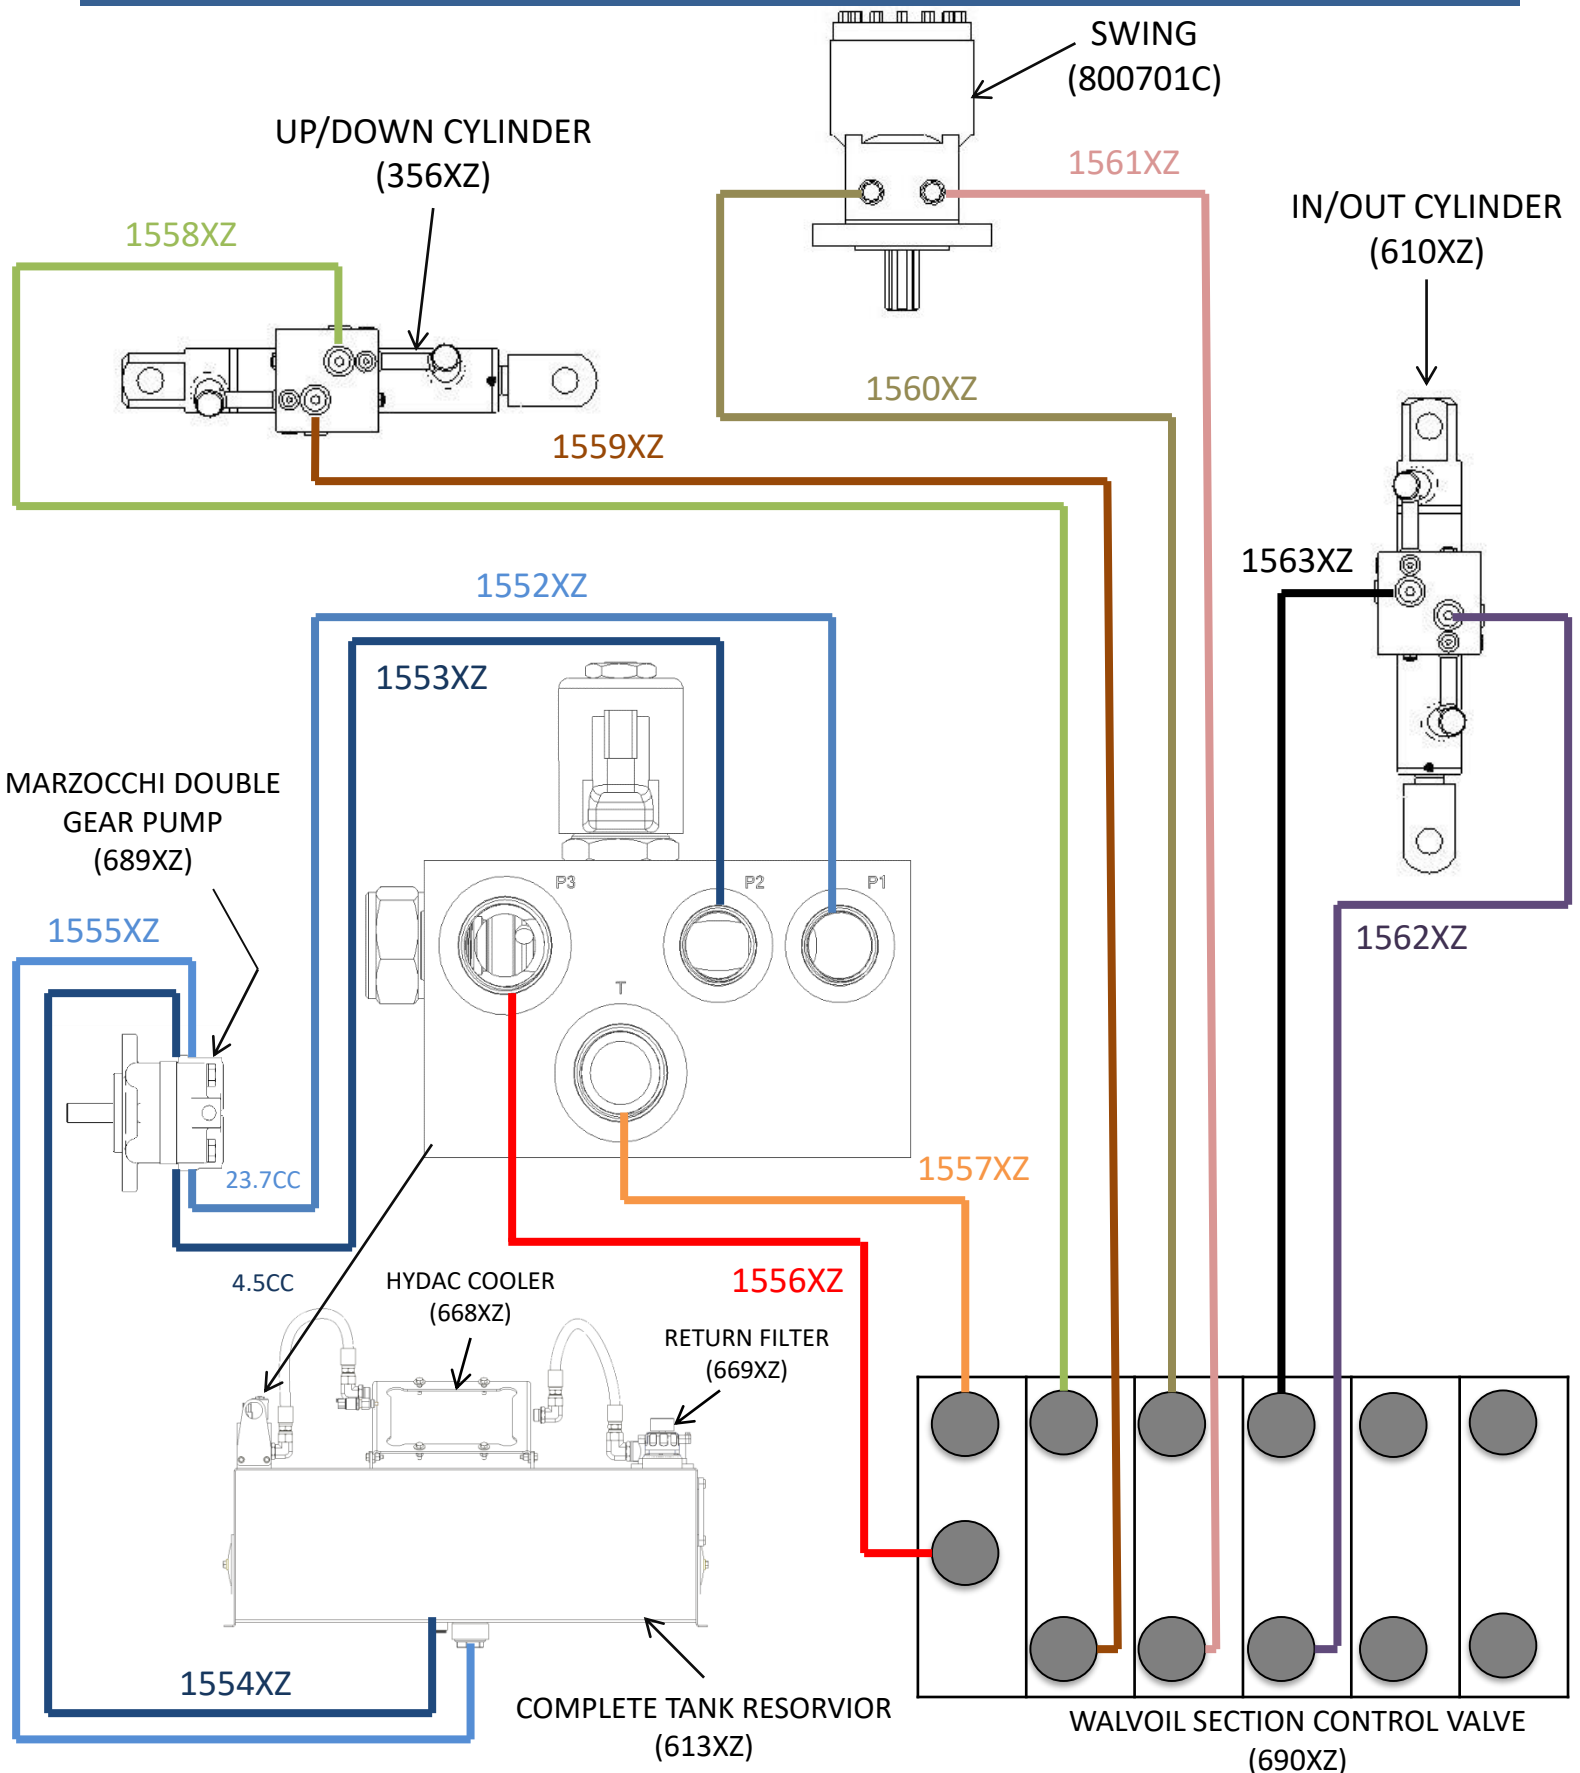 SWING
(800701C)
UP/DOWN CYLINDER
(356XZ)
1561XZ
IN/OUT CYLINDER
(610XZ)
1558XZ
1560XZ
1559XZ
1563XZ
1552XZ
1553XZ
MARZOCCHI DOUBLE
GEAR PUMP
(689XZ)
P3
P2
P1
1555XZ
1562XZ
T
23.7CC
1557XZ
4.5CC
HYDAC COOLER
(668XZ)
1556XZ
RETURN FILTER
(669XZ)
1554XZ
COMPLETE TANK RESORVIOR
(613XZ)
WALVOIL SECTION CONTROL VALVE
(690XZ)